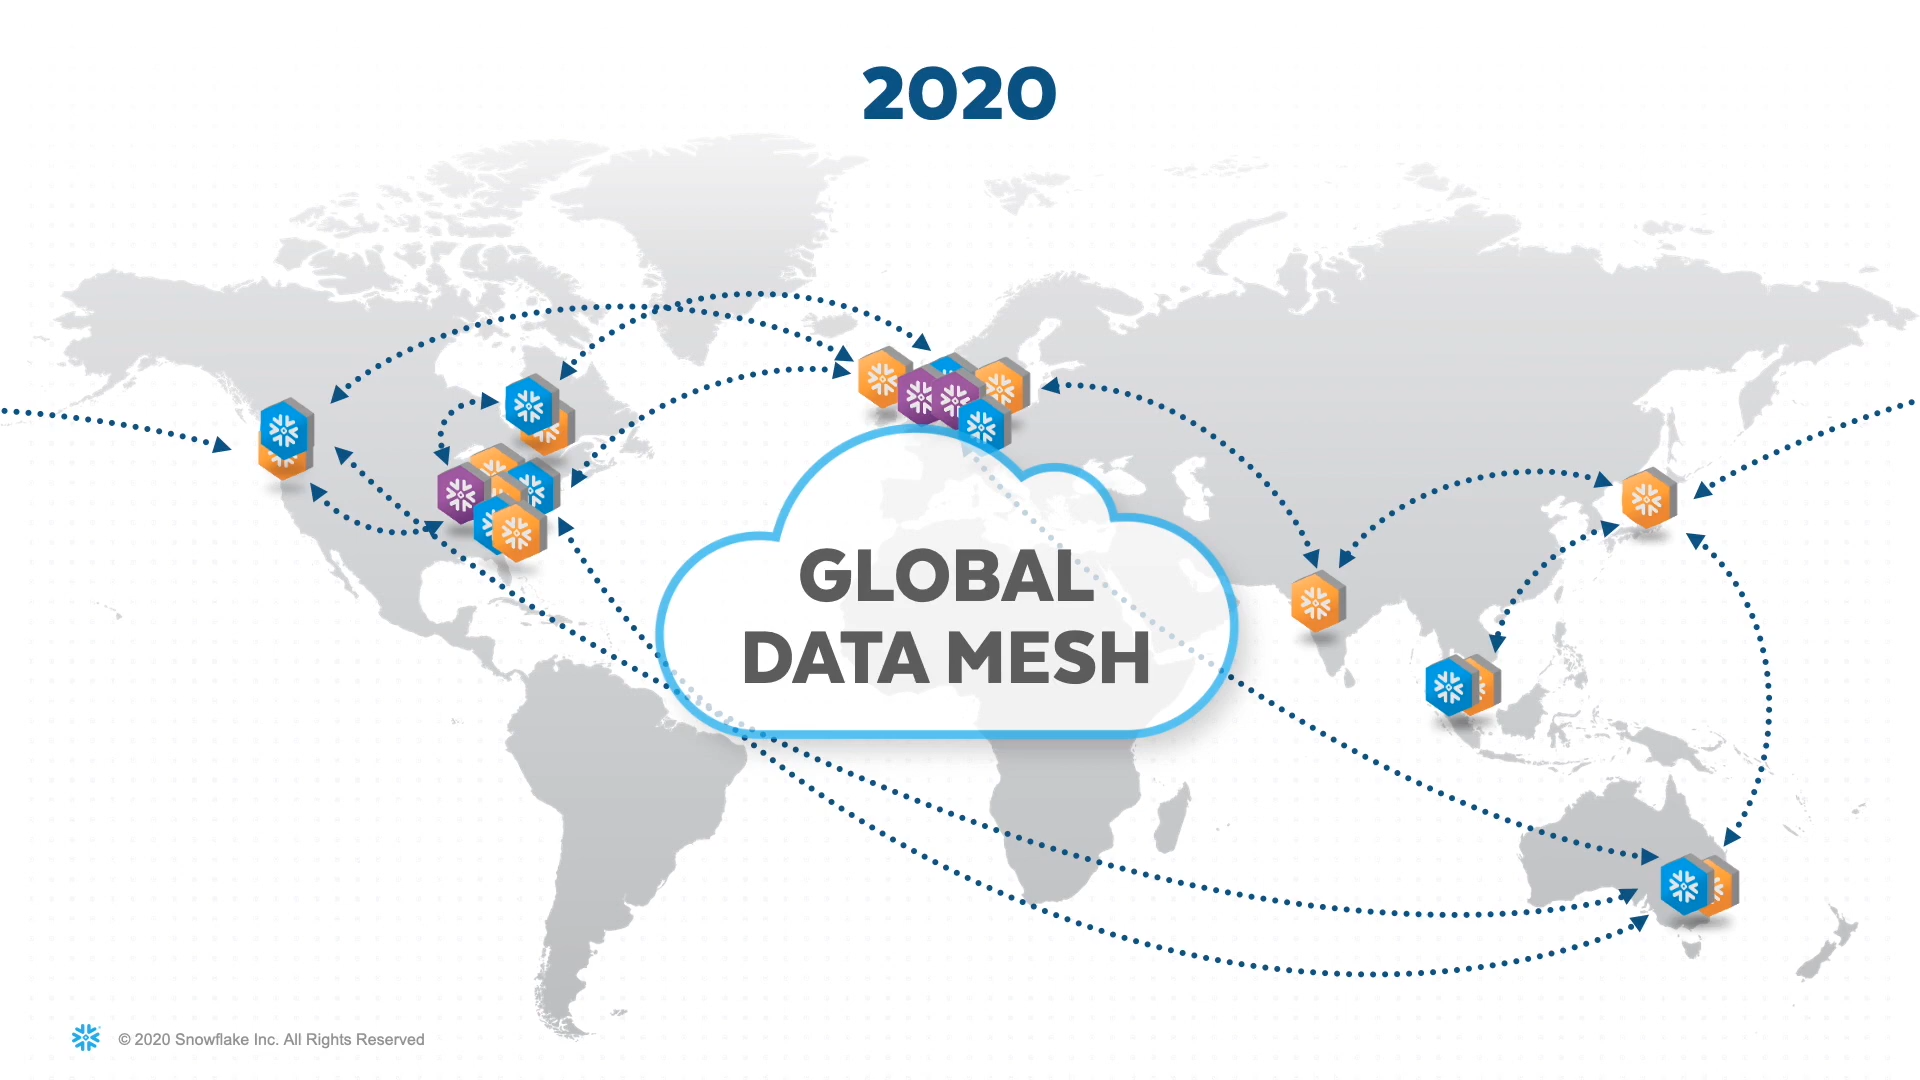 2020
GLOBAL
DATA MESH
© 2020 Snowflake Inc. All Rights Reserved